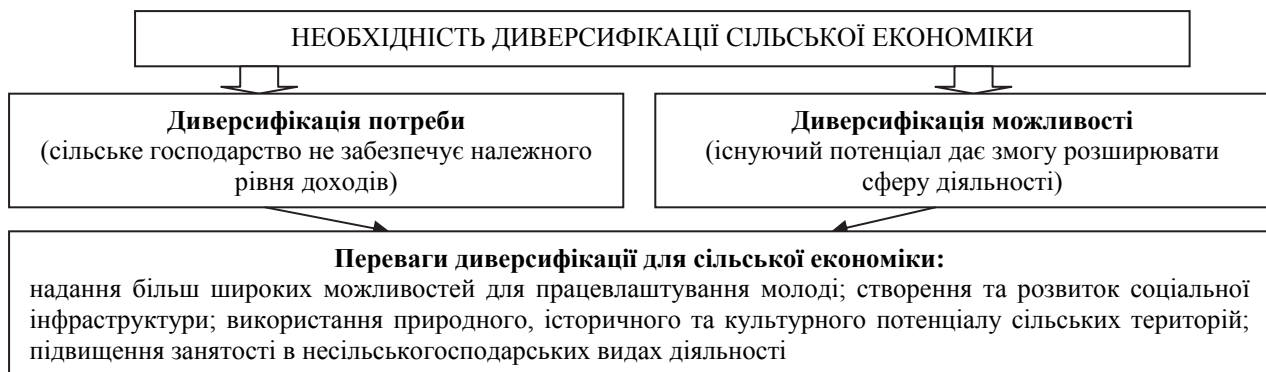 НЕОБХІДНІСТЬ ДИВЕРСИФІКАЦІЇ СІЛЬСЬКОЇ ЕКОНОМІКИ
Диверсифікація потреби
(сільське господарство не забезпечує належного
рівня доходів)
Диверсифікація можливості
(існуючий потенціал дає змогу розширювати
сферу діяльності)
Переваги диверсифікації для сільської економіки:
надання більш широких можливостей для працевлаштування молоді; створення та розвиток соціальної
інфраструктури; використання природного, історичного та культурного потенціалу сільських територій;
підвищення занятості в несільськогосподарських видах діяльності